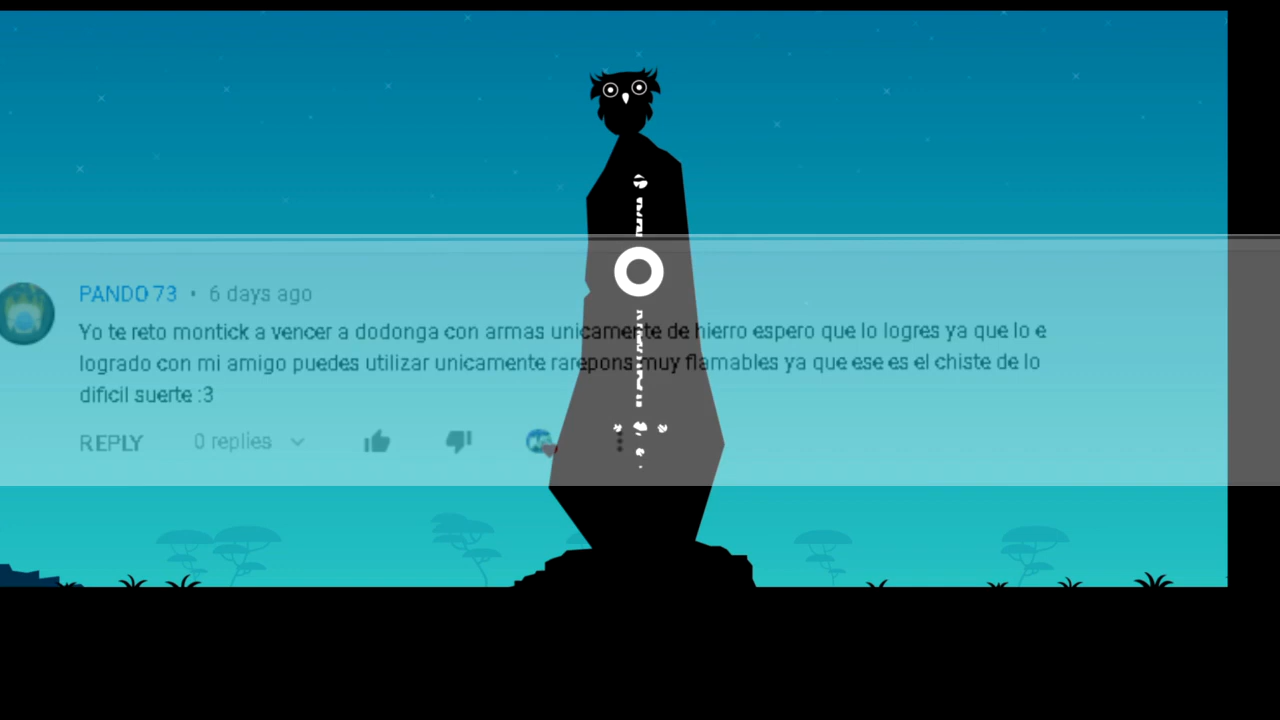 PANDO 73 • 6 days ago
Yo te reto montick a vencer a dodonga con armas unicamente de hierro espero que lo logres ya que lo e
logrado con mi amigo puedes utilizar unicamente rarepons muy flamables ya que ese es el chiste de lo
dificil suerte :3
REPLY 0 replies